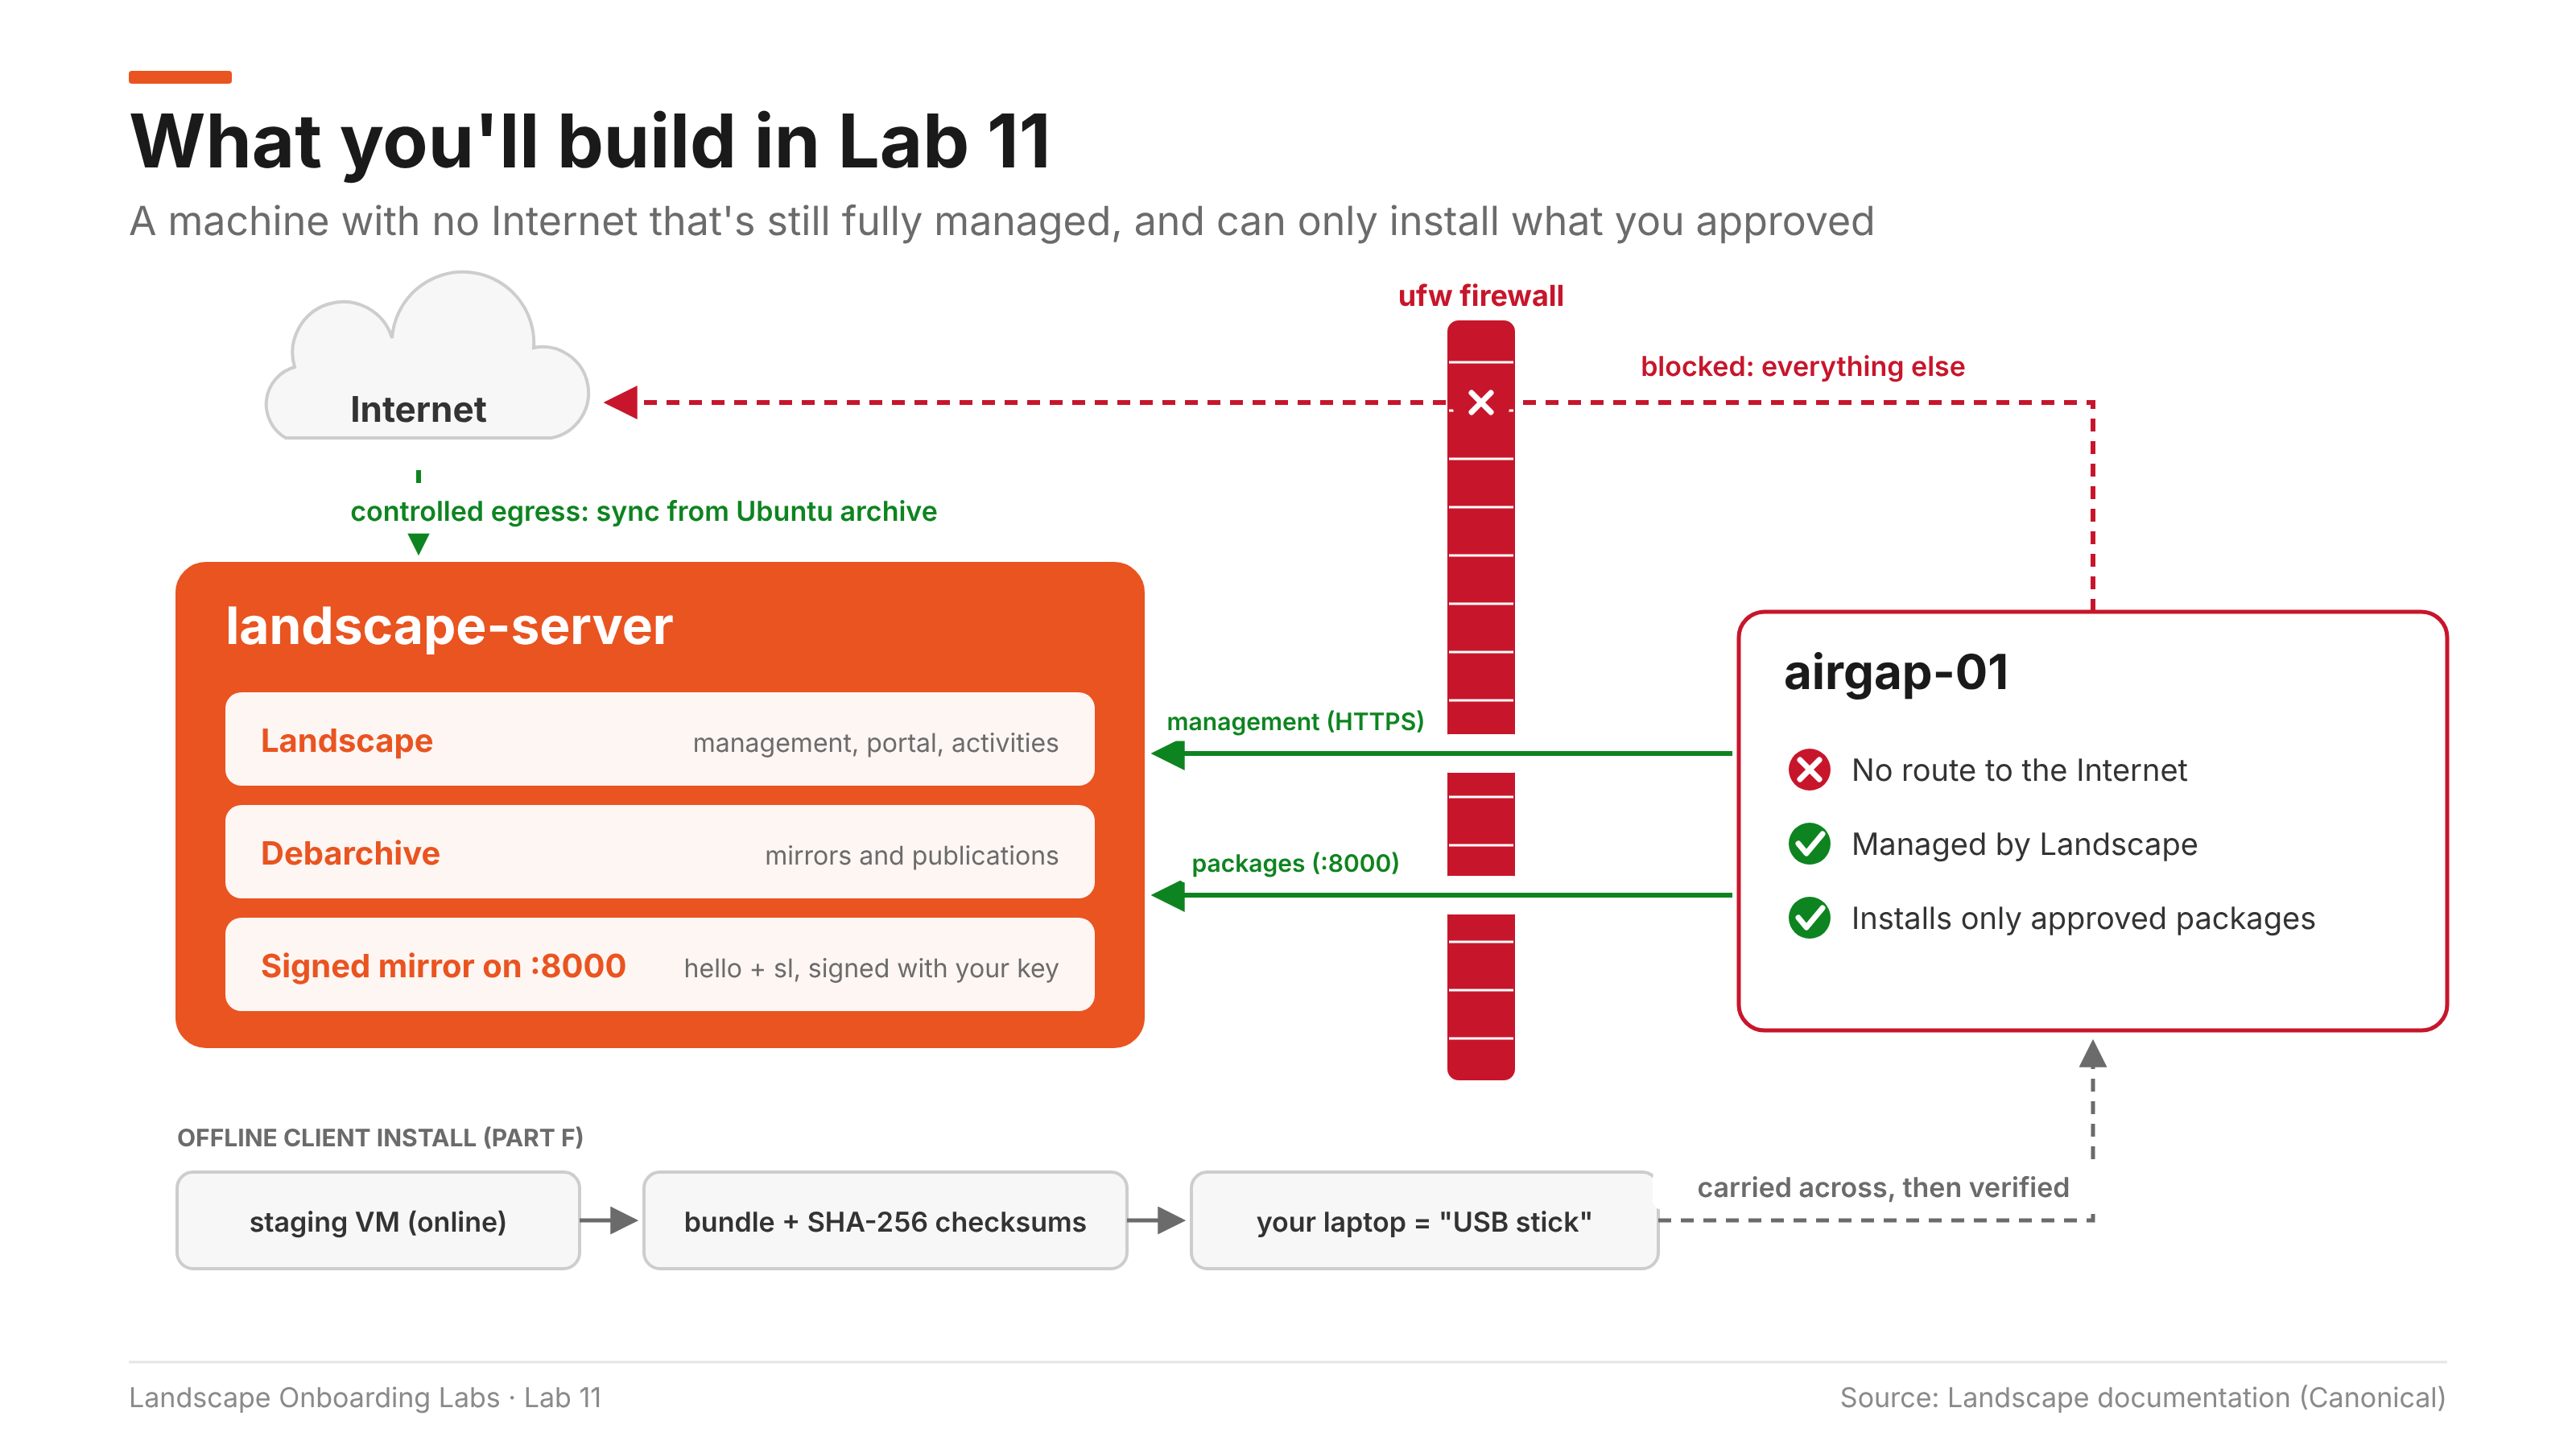 What you'll build in Lab 11
A machine with no Internet that's still fully managed, and can only install what you approved
ufw firewall
blocked: everything else
Internet
controlled egress: sync from Ubuntu archive
landscape-server
Landscape
management, portal, activities
Debarchive
mirrors and publications
Signed mirror on :8000
hello + sl, signed with your key
management (HTTPS)
packages (:8000)
airgap-01
No route to the Internet
Managed by Landscape
Installs only approved packages
OFFLINE CLIENT INSTALL (PART F)
staging VM (online)
bundle + SHA-256 checksums
your laptop = "USB stick"
carried across, then verified
Landscape Onboarding Labs · Lab 11
Source: Landscape documentation (Canonical)